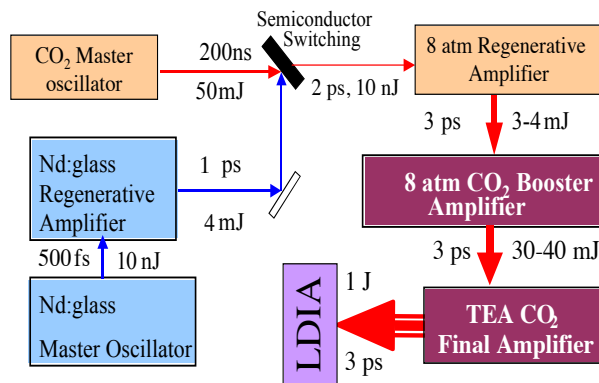 Semiconductor
Switching
CO₂ Master
oscillator
200ns
50mJ
2 ps, 10 nJ
8 atm Regenerative
Amplifier
3 ps
3-4 mJ
Nd:glass
Regenerative
Amplifier
1 ps
4 mJ
8 atm CO₂ Booster
Amplifier
500fs
10 nJ
3 ps
30-40 mJ
Nd:glass
Master Oscillator
LDIA
1 J
3 ps
TEA CO₂
Final Amplifier